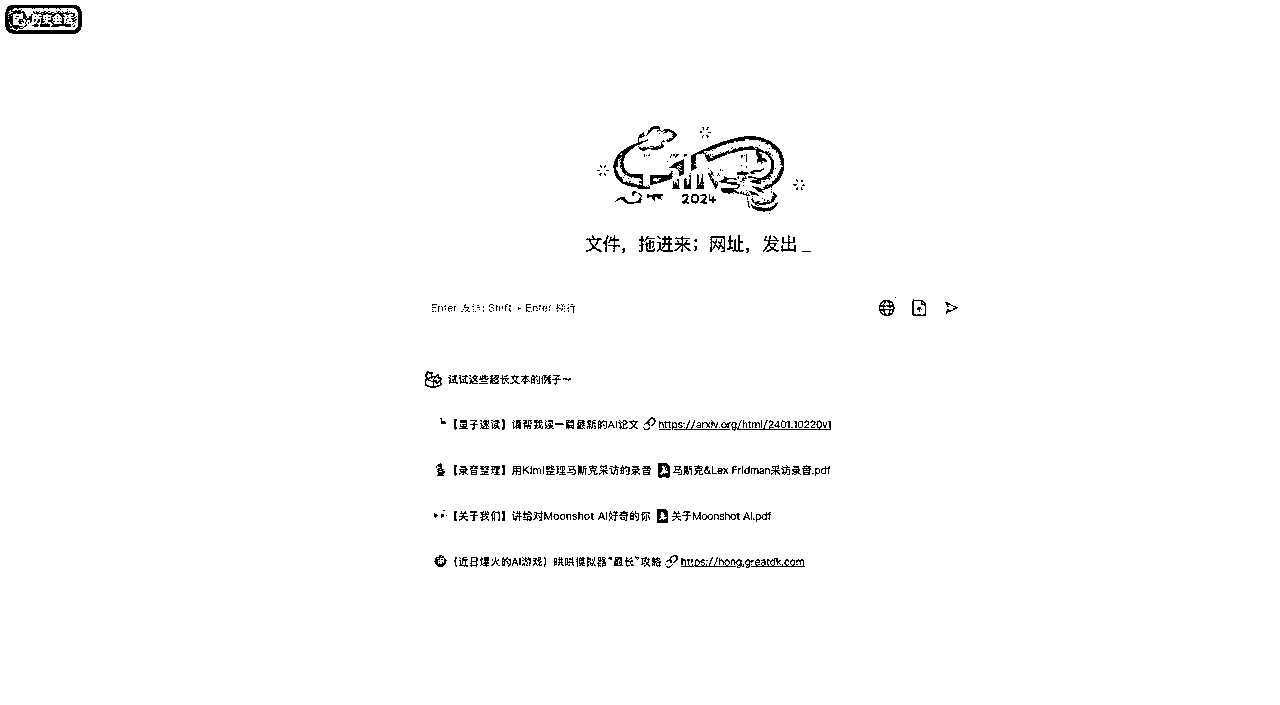 历史会话
2024
文件，拖进来；网址，发出 _
Enter 发送; Shift + Enter 换行
试试这些超长文本的例子～
【量子速读】请帮我读一篇最新的AI论文 https://arxiv.org/html/2401.10220v1
【录音整理】用Kimi整理马斯克采访的录音 马斯克&Lex Fridman采访录音.pdf
【关于我们】讲给对Moonshot AI好奇的你 关于Moonshot AI.pdf
（近日爆火的AI游戏）哄哄模拟器“最长”攻略 https://hong.greatdk.com